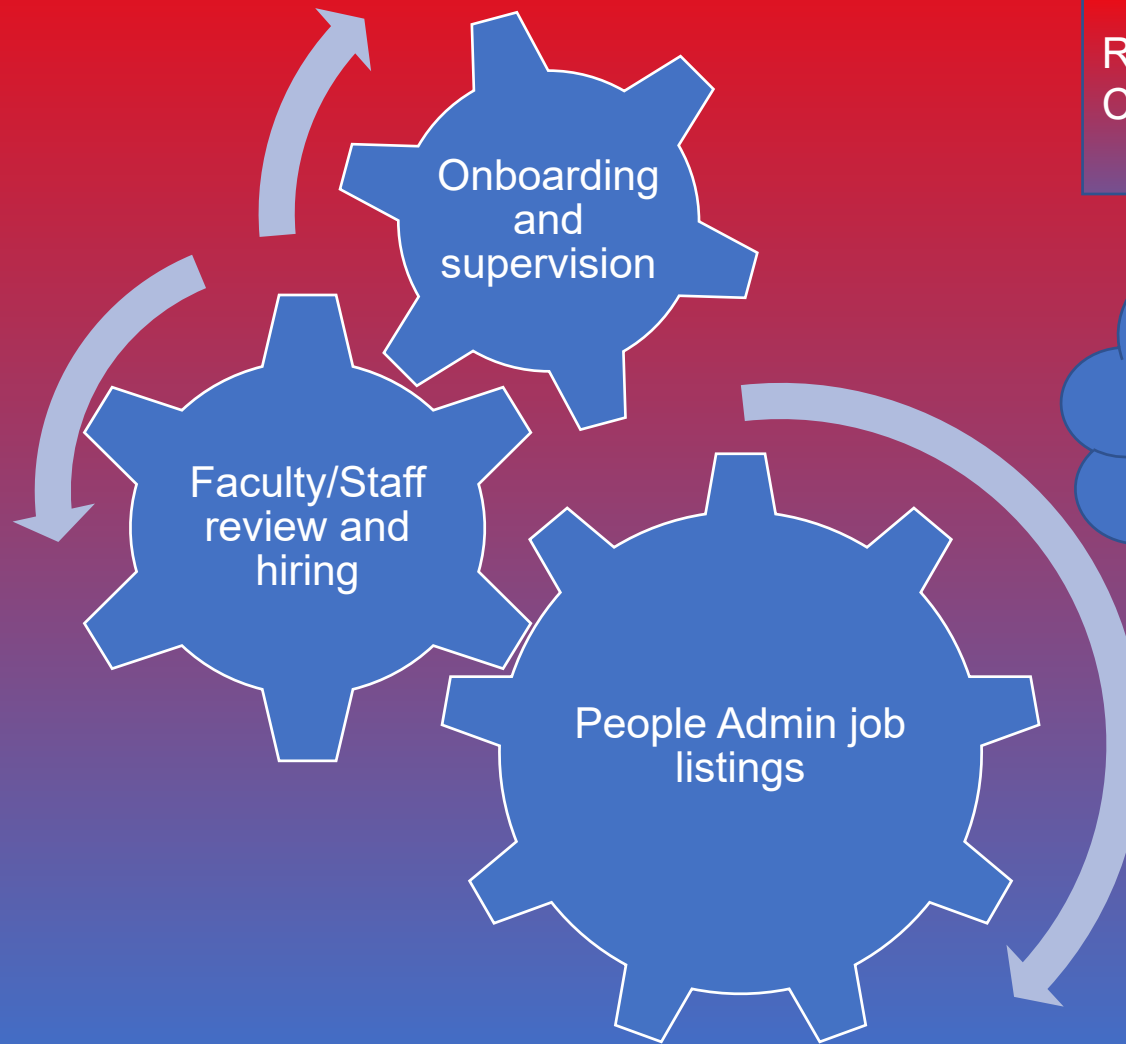 Onboarding
and
supervision
Faculty/Staff
review and
hiring
People Admin job
listings